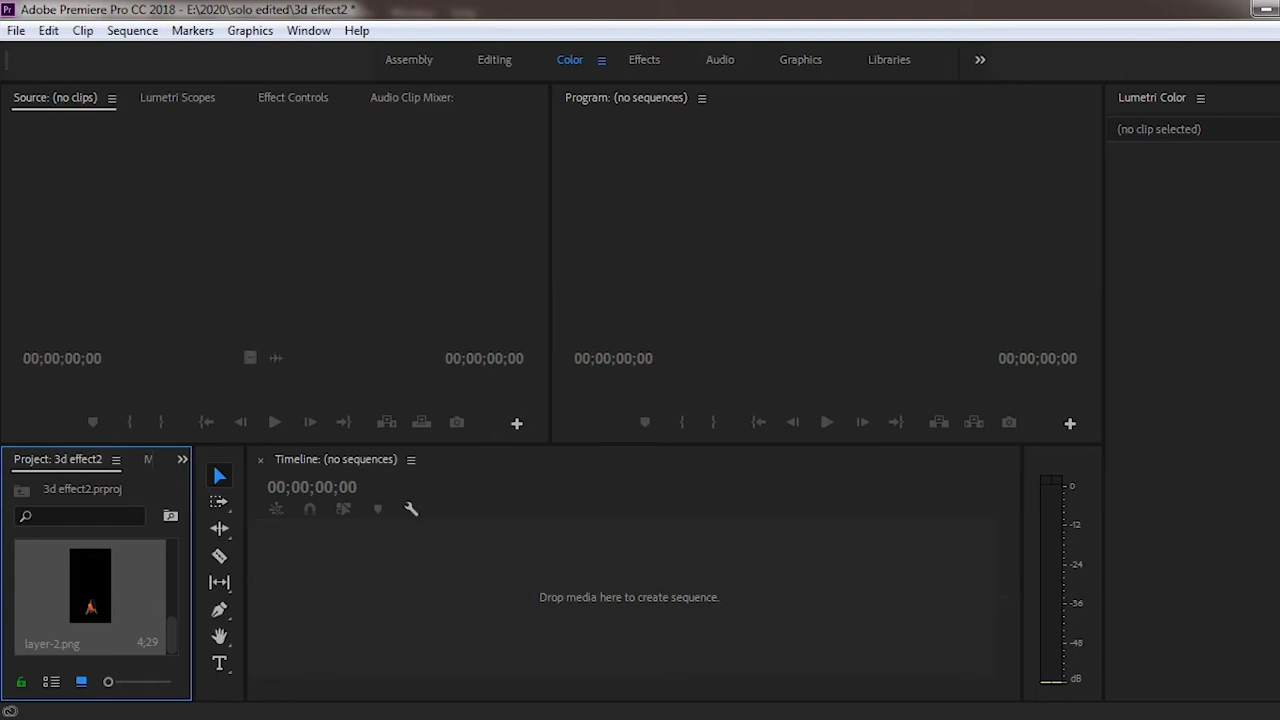 Pr Adobe Premiere Pro CC 2018 - E:\2020\solo edited\3d effect2 *
File Edit Clip Sequence Markers Graphics Window Help
Assembly Editing Color Effects Audio Graphics Libraries
Source: (no clips) Lumetri Scopes Effect Controls Audio Clip Mixer:
Program: (no sequences)
Lumetri Color
(no clip selected)
00;00;00;00 00;00;00;00
00;00;00;00 00;00;00;00
Project: 3d effect2 M
3d effect2.prproj
layer-2.png 4;29
Timeline: (no sequences)
00;00;00;00
Drop media here to create sequence.
0
-12
-24
-36
-48
dB